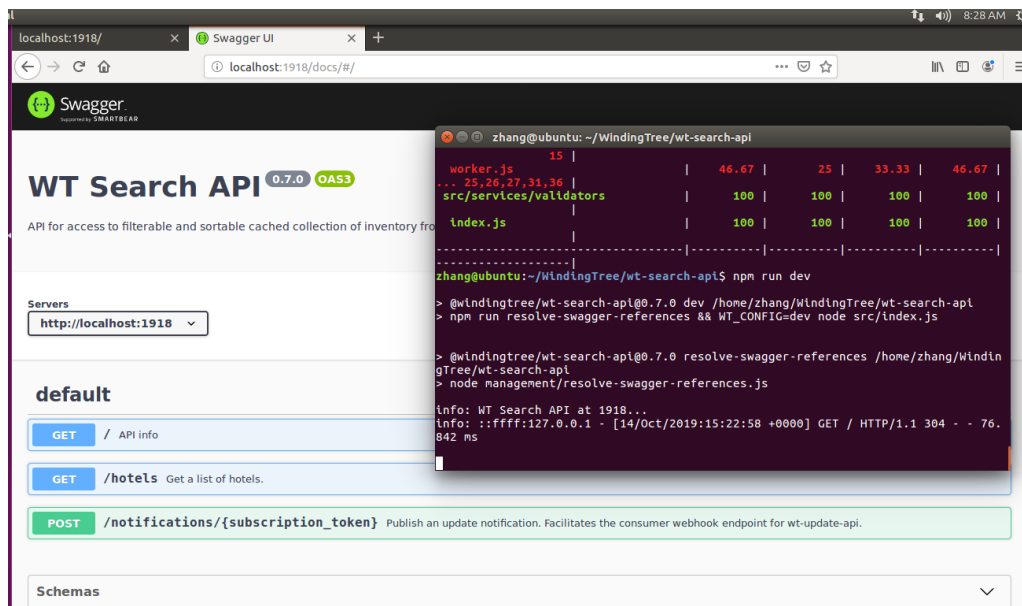 al
8:28 AM
localhost:1918/
Swagger UI
localhost:1918/docs/#/
Swagger.
Supported by SMARTBEAR
WT Search API 0.7.0 OAS3
API for access to filterable and sortable cached collection of inventory fro
Servers
http://localhost:1918
default
GET / API info
GET /hotels Get a list of hotels.
POST /notifications/{subscription_token} Publish an update notification. Facilitates the consumer webhook endpoint for wt-update-api.
Schemas
zhang@ubuntu: ~/WindingTree/wt-search-api
15 |
worker.js | 46.67 | 25 | 33.33 | 46.67 |
... 25,26,27,31,36 |
src/services/validators | 100 | 100 | 100 | 100 |
|
index.js | 100 | 100 | 100 | 100 |
|
---------------------------------|----------|----------|----------|----------|
-------------------|
zhang@ubuntu:~/WindingTree/wt-search-api$ npm run dev
> @windingtree/wt-search-api@0.7.0 dev /home/zhang/WindingTree/wt-search-api
> npm run resolve-swagger-references && WT_CONFIG=dev node src/index.js
> @windingtree/wt-search-api@0.7.0 resolve-swagger-references /home/zhang/Windin
gTree/wt-search-api
> node management/resolve-swagger-references.js
info: WT Search API at 1918...
info: ::ffff:127.0.0.1 - [14/Oct/2019:15:22:58 +0000] GET / HTTP/1.1 304 - - 76.
842 ms